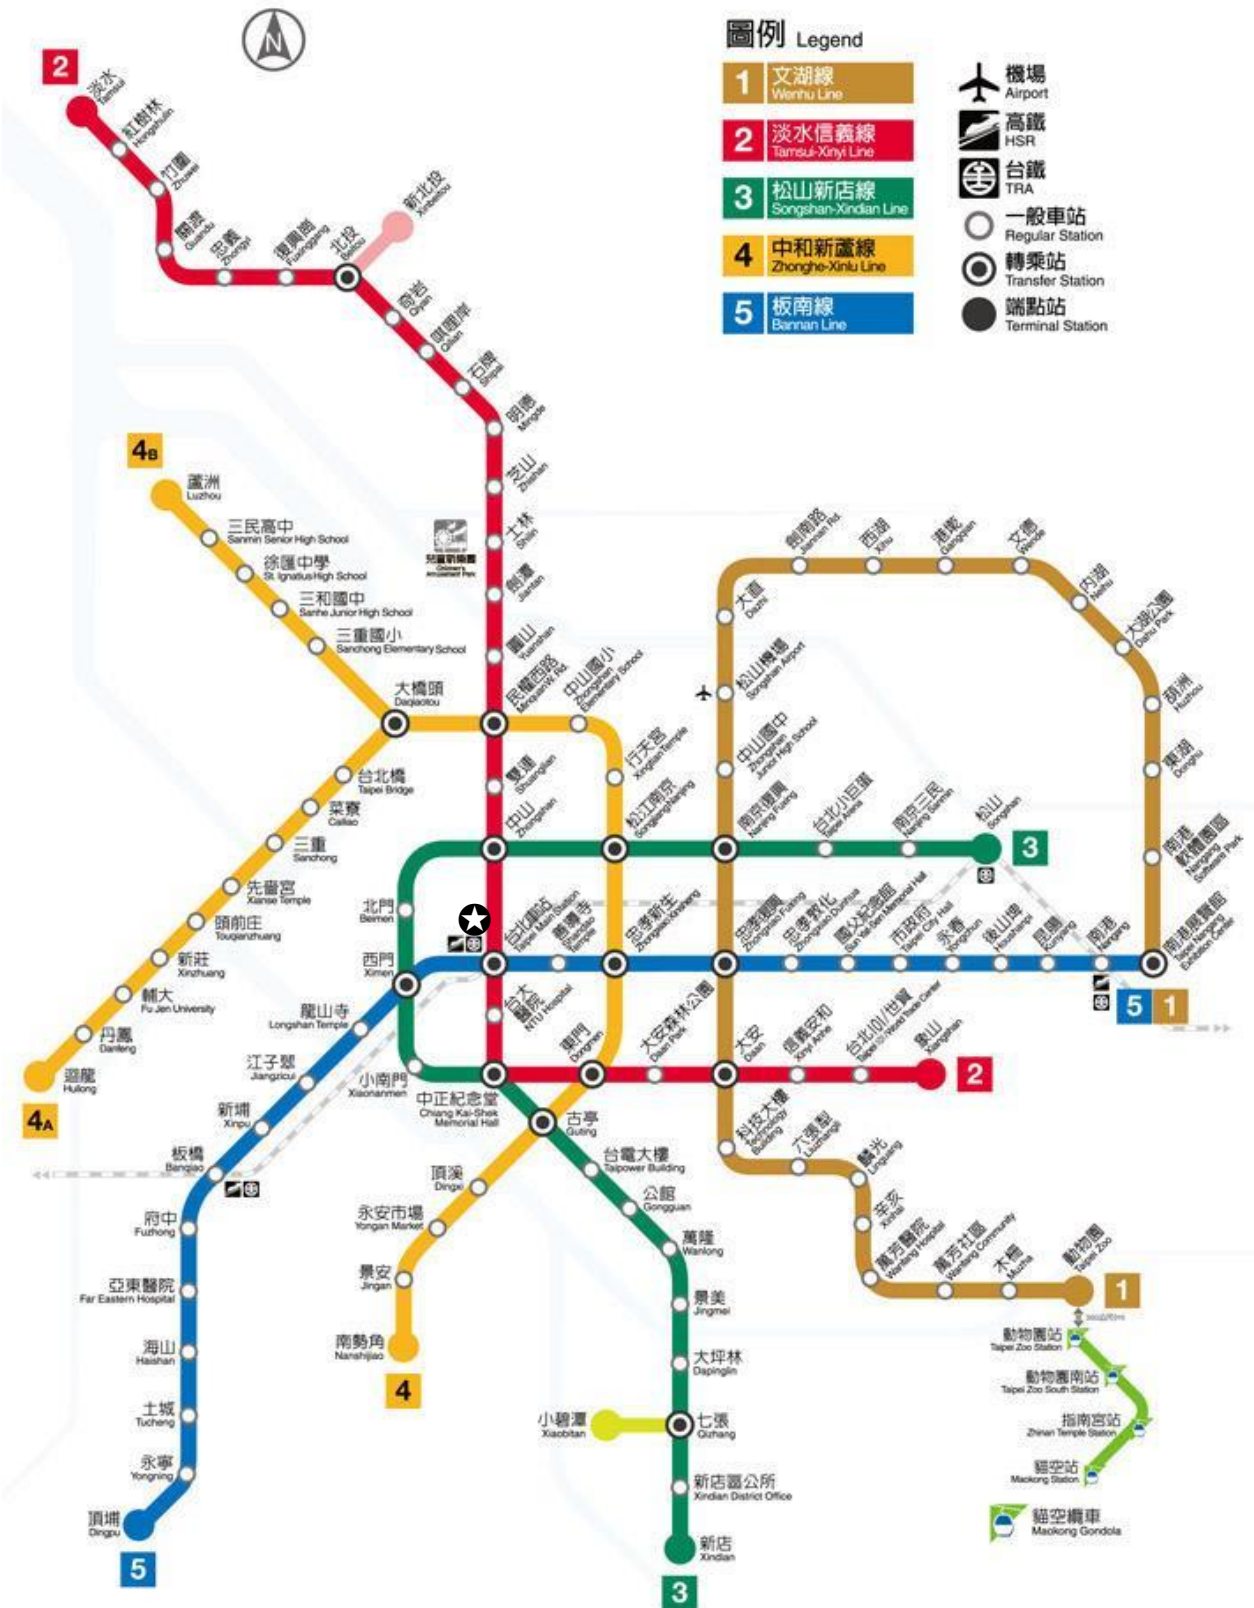 圖例 Legend
1 文湖線
Wenhu Line
2 淡水信義線
Tamsui-Xinyi Line
3 松山新店線
Songshan-Xindian Line
4 中和新蘆線
Zhonghe-Xinlu Line
5 板南線
Bannan Line
機場
Airport
高鐵
HSR
台鐵
TRA
一般車站
Regular Station
轉乘站
Transfer Station
端點站
Terminal Station
N
2
淡水
Tamsui
紅樹林
Hongshulin
竹圍
Zhuwei
關渡
Guandu
忠義
Zhongyi
復興崗
Fuxinggang
北投
Beitou
新北投
Xinbeitou
奇岩
Qiyan
唭哩岸
Qilian
石牌
Shipai
明德
Mingde
芝山
Zhishan
士林
Shilin
兒童新樂園
Children's
Amusement Park
劍潭
Jiantan
圓山
Yuanshan
民權西路
Minquan W. Rd.
雙連
Shuanglian
中山
Zhongshan
台北車站
Taipei Main Station
台大
醫院
NTU Hospital
中正紀念堂
Chiang Kai-Shek
Memorial Hall
東門
Dongmen
大安森林公園
Daan Park
大安
Daan
信義安和
Xinyi Anhe
台北101/世貿
Taipei 101/World Trade Center
象山
Xiangshan
2
4B
蘆洲
Luzhou
三民高中
Sanmin Senior High School
徐匯中學
St. Ignatius High School
三和國中
Sanhe Junior High School
三重國小
Sanchong Elementary School
大橋頭
Daqiaotou
台北橋
Taipei Bridge
菜寮
Cailiao
三重
Sanchong
先嗇宮
Xianse Temple
頭前庄
Touqianzhuang
新莊
Xinzhuang
輔大
Fu Jen University
丹鳳
Danfeng
迴龍
Huilong
4A
中山國小
Zhongshan
Elementary School
行天宮
Xingtian Temple
松江南京
Songjiang Nanjing
忠孝新生
Zhongxiao Xinsheng
古亭
Guting
頂溪
Dingxi
永安市場
Yongan Market
景安
Jingan
南勢角
Nanshijiao
4
劍南路
Jiannan Rd.
西湖
Xihu
港墘
Gangqian
文德
Wende
內湖
Neihu
大湖公園
Dahu Park
葫洲
Huzhou
東湖
Donghu
南港
軟體園區
Nangang
Software Park
南港展覽館
Taipei Nangang
Exhibition Center
5 1
大直
Dazhi
松山機場
Songshan Airport
中山國中
Zhongshan
Junior High School
南京復興
Nanjing Fuxing
忠孝復興
Zhongxiao Fuxing
科技大樓
Technology
Building
六張犁
Liuzhangli
麟光
Linguang
辛亥
Xinhai
萬芳醫院
Wanfang Hospital
萬芳社區
Wanfang Community
木柵
Muzha
動物園
Taipei Zoo
1
動物園站
Taipei Zoo Station
動物園南站
Taipei Zoo South Station
指南宮站
Zhinan Temple Station
貓空站
Maokong Station
貓空纜車
Maokong Gondola
台北小巨蛋
Taipei Arena
南京三民
Nanjing Sanmin
松山
Songshan
3
北門
Beimen
西門
Ximen
小南門
Xiaonanmen
台電大樓
Taipower Building
公館
Gongguan
萬隆
Wanlong
景美
Jingmei
大坪林
Dapinglin
小碧潭
Xiaobitan
七張
Qizhang
新店區公所
Xindian District Office
新店
Xindian
3
善導寺
Shandao
Temple
忠孝敦化
Zhongxiao Dunhua
國父紀念館
Sun Yat-Sen Memorial Hall
市政府
Taipei City Hall
永春
Yongchun
後山埤
Houshanpi
昆陽
Kunyang
南港
Nangang
龍山寺
Longshan Temple
江子翠
Jiangzicui
新埔
Xinpu
板橋
Banqiao
府中
Fuzhong
亞東醫院
Far Eastern Hospital
海山
Haishan
土城
Tucheng
永寧
Yongning
頂埔
Dingpu
5